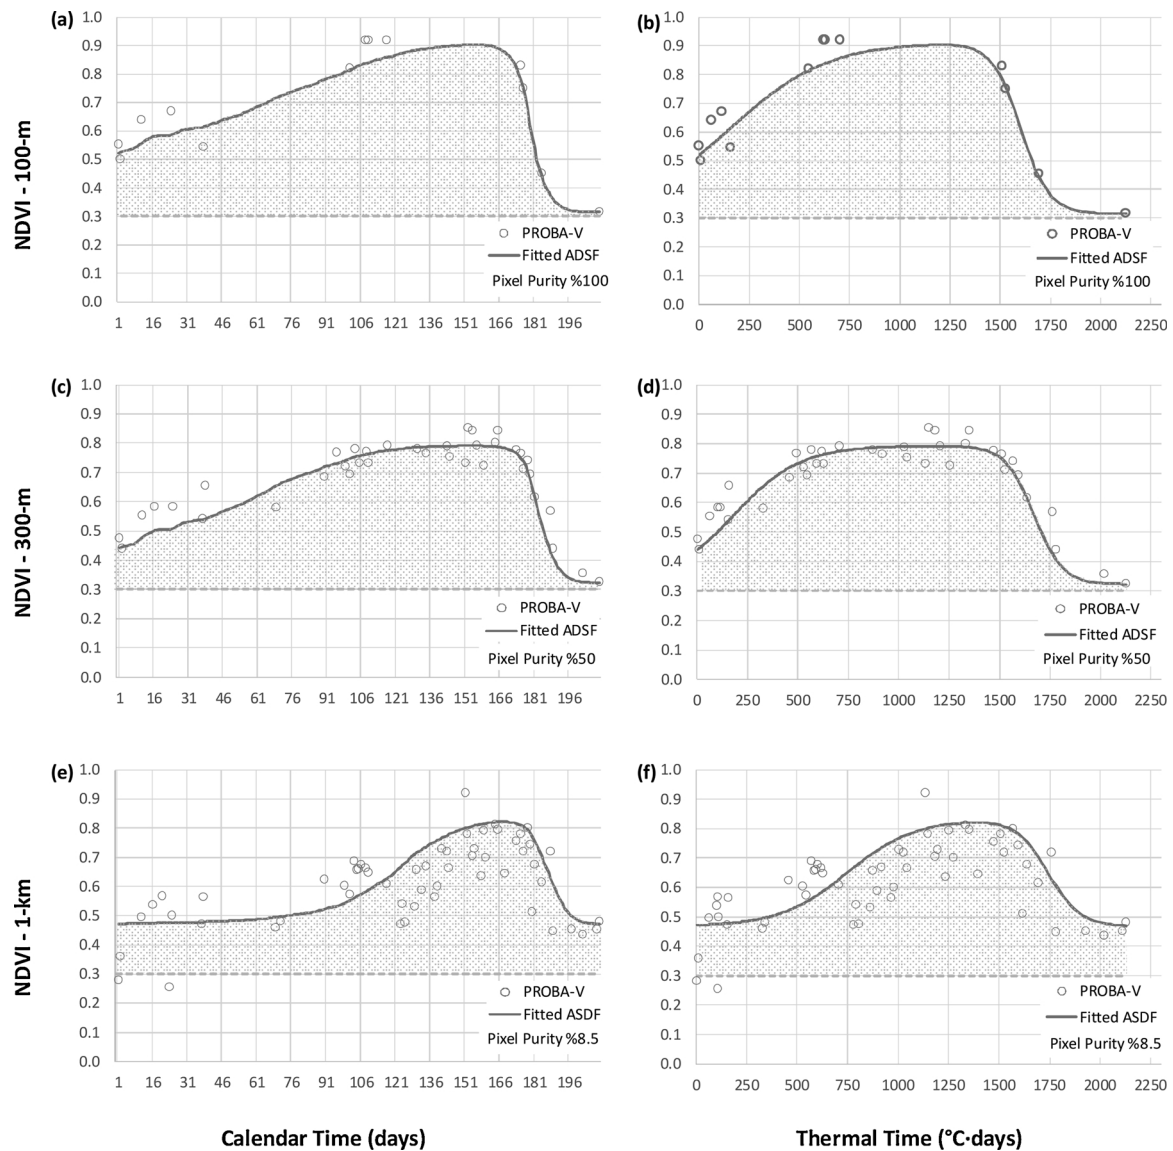 (a)
NDVI - 100-m
1.0
0.9
0.8
0.7
0.6
0.5
0.4
0.3
0.2
0.1
0.0
PROBA-V
Fitted ADSF
Pixel Purity %100
1 16 31 46 61 76 91 106 121 136 151 166 181 196
(b)
1.0
0.9
0.8
0.7
0.6
0.5
0.4
0.3
0.2
0.1
0.0
PROBA-V
Fitted ADSF
Pixel Purity %100
0 250 500 750 1000 1250 1500 1750 2000 2250
(c)
NDVI - 300-m
1.0
0.9
0.8
0.7
0.6
0.5
0.4
0.3
0.2
0.1
0.0
PROBA-V
Fitted ADSF
Pixel Purity %50
1 16 31 46 61 76 91 106 121 136 151 166 181 196
(d)
1.0
0.9
0.8
0.7
0.6
0.5
0.4
0.3
0.2
0.1
0.0
PROBA-V
Fitted ADSF
Pixel Purity %50
0 250 500 750 1000 1250 1500 1750 2000 2250
(e)
NDVI - 1-km
1.0
0.9
0.8
0.7
0.6
0.5
0.4
0.3
0.2
0.1
0.0
PROBA-V
Fitted ASDF
Pixel Purity %8.5
1 16 31 46 61 76 91 106 121 136 151 166 181 196
Calendar Time (days)
(f)
1.0
0.9
0.8
0.7
0.6
0.5
0.4
0.3
0.2
0.1
0.0
PROBA-V
Fitted ASDF
Pixel Purity %8.5
0 250 500 750 1000 1250 1500 1750 2000 2250
Thermal Time (°C·days)